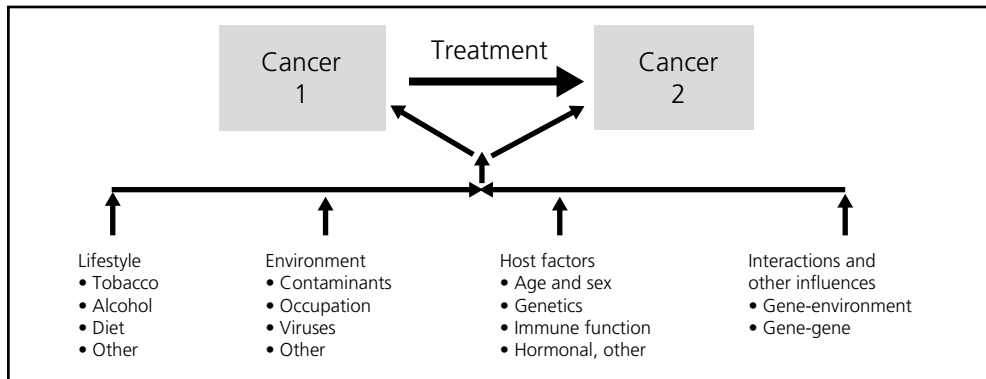 Cancer
1
Treatment
Cancer
2
Lifestyle
• Tobacco
• Alcohol
• Diet
• Other
Environment
• Contaminants
• Occupation
• Viruses
• Other
Host factors
• Age and sex
• Genetics
• Immune function
• Hormonal, other
Interactions and
other influences
• Gene-environment
• Gene-gene